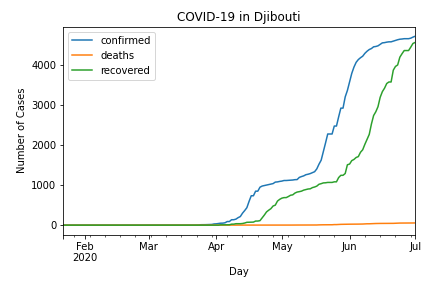 COVID-19 in Djibouti
confirmed
deaths
recovered
Number of Cases
4000
3000
2000
1000
0
Feb
2020
Mar
Apr
May
Jun
Jul
Day